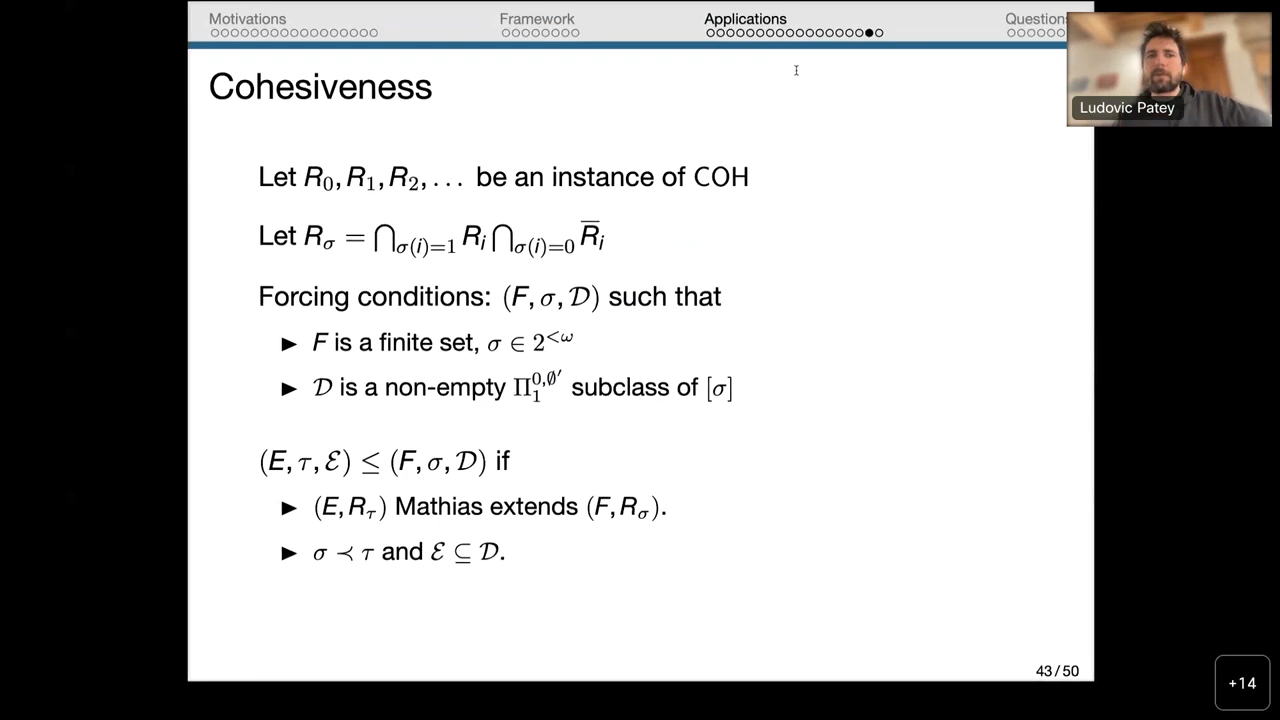 Motivations Framework Applications Question
Ludovic Patey
Cohesiveness
Let R₀, R₁, R₂, … be an instance of COH
Let R_σ = ⋂_{σ(i)=1} R_i ⋂_{σ(i)=0} R̅_i
Forcing conditions: (F, σ, 𝒟) such that
► F is a finite set, σ ∈ 2^{<ω}
► 𝒟 is a non-empty Π₁^{0,∅′} subclass of [σ]
(E, τ, ℰ) ≤ (F, σ, 𝒟) if
► (E, R_τ) Mathias extends (F, R_σ).
► σ ≺ τ and ℰ ⊆ 𝒟.
43 / 50
+14